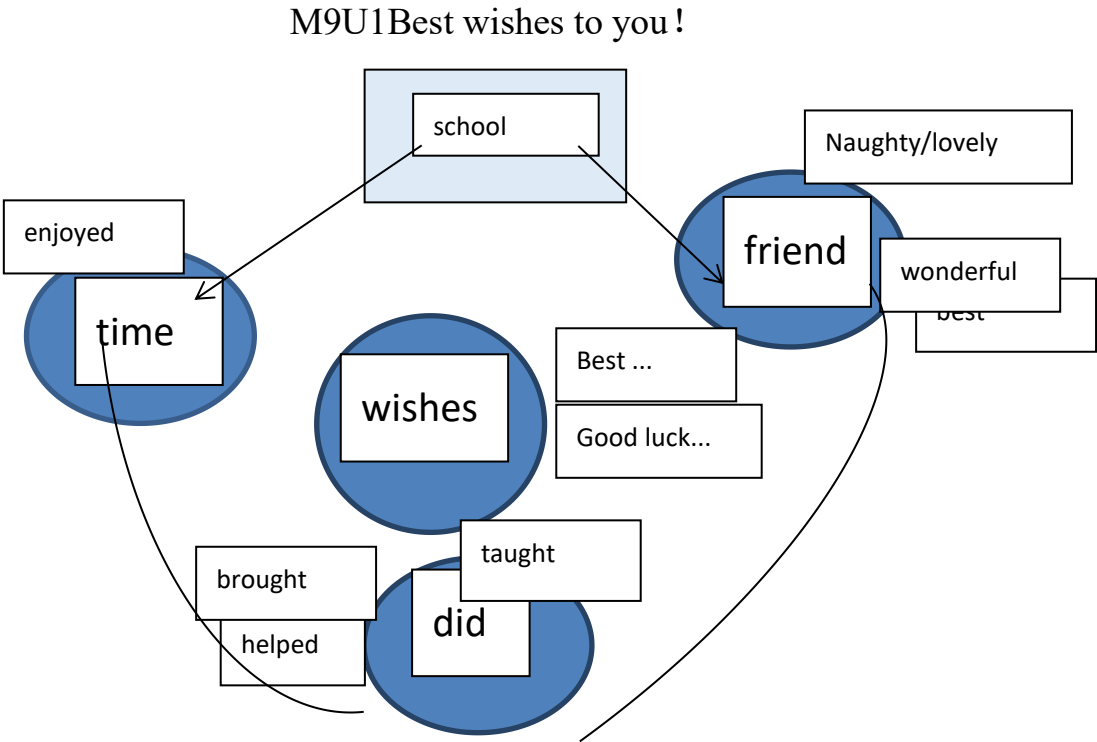 M9U1Best wishes to you！
school
Naughty/lovely
enjoyed
friend
wonderful
best
time
Best ...
wishes
Good luck...
taught
brought
did
helped